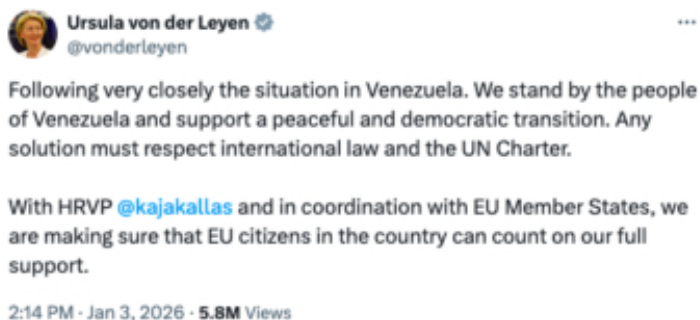 Ursula von der Leyen
@vonderleyen
Following very closely the situation in Venezuela. We stand by the people
of Venezuela and support a peaceful and democratic transition. Any
solution must respect international law and the UN Charter.
With HRVP @kajakallas and in coordination with EU Member States, we
are making sure that EU citizens in the country can count on our full
support.
2:14 PM · Jan 3, 2026 · 5.8M Views